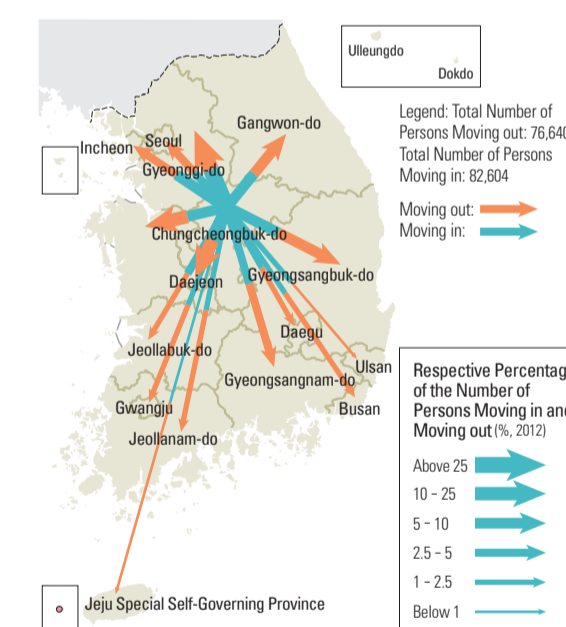 Ulleungdo
Dokdo
Gangwon-do
Seoul
Incheon
Gyeonggi-do
Legend: Total Number of
Persons Moving out: 76,640
Total Number of Persons
Moving in: 82,604
Moving out:
Moving in:
Chungcheongbuk-do
Daejeon
Gyeongsangbuk-do
Daegu
Jeollabuk-do
Ulsan
Gyeongsangnam-do
Gwangju
Busan
Jeollanam-do
Respective Percentag
of the Number of
Persons Moving in and
Moving out (%, 2012)
Above 25
10 - 25
5 - 10
2.5 - 5
1 - 2.5
Below 1
Jeju Special Self-Governing Province